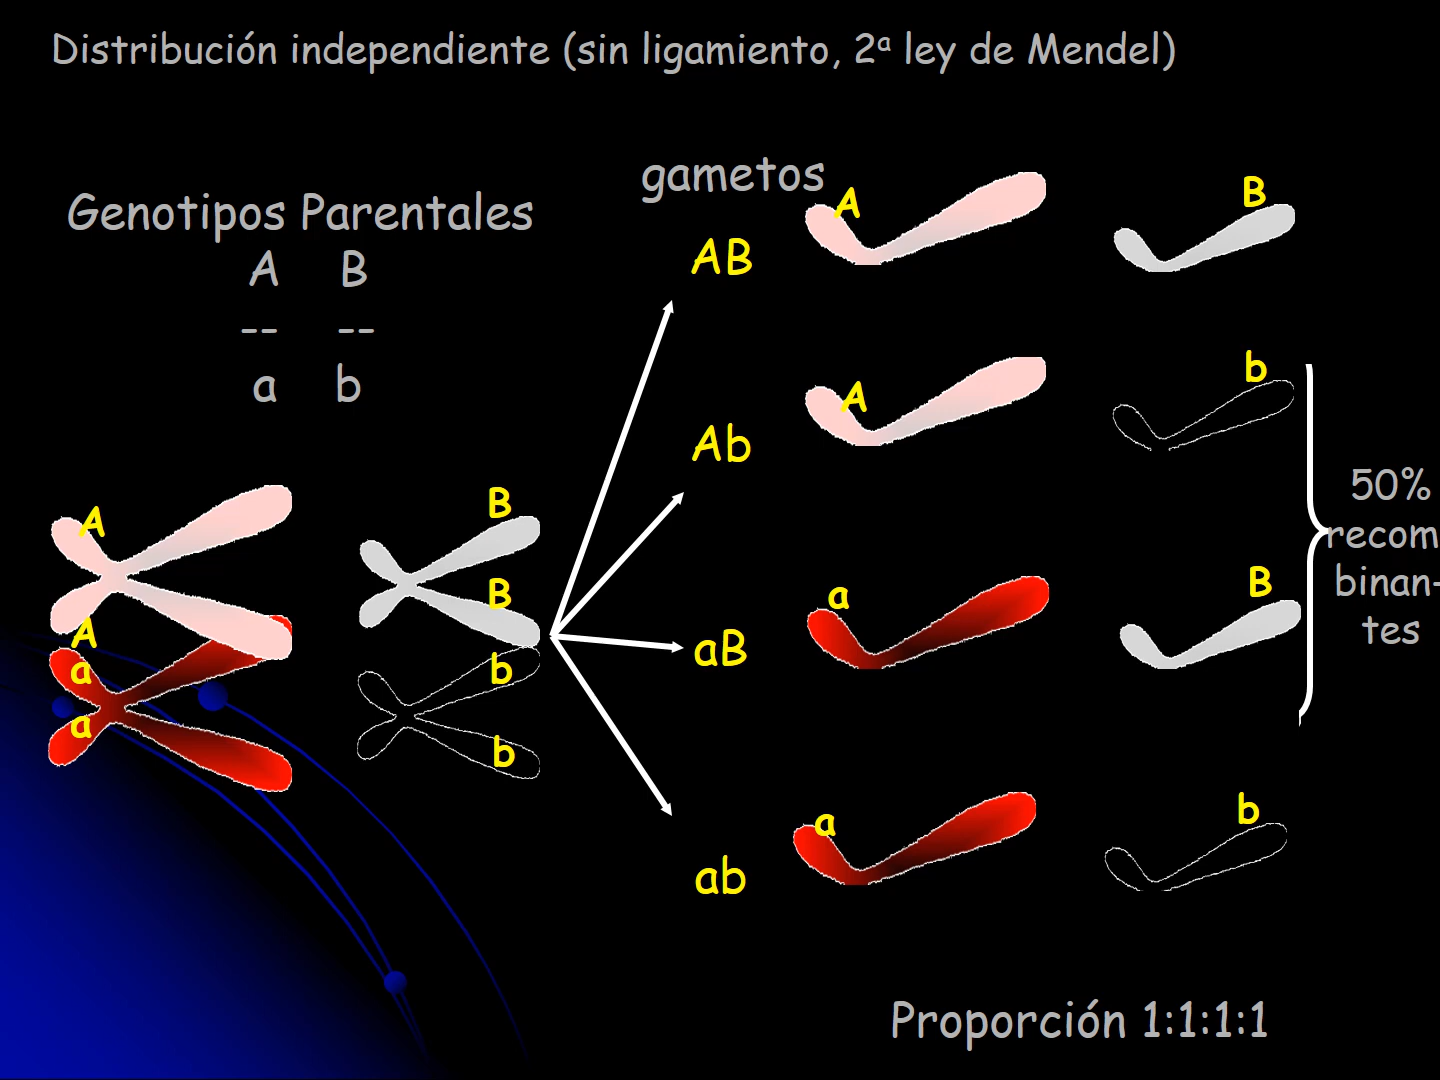 Distribución independiente (sin ligamiento, 2ª ley de Mendel)
Genotipos Parentales
A B
-- --
a b
A
A
a
a
B
B
b
b
gametos
AB
A
B
Ab
A
b
aB
a
B
ab
a
b
50%
recom
binan-
tes
Proporción 1:1:1:1